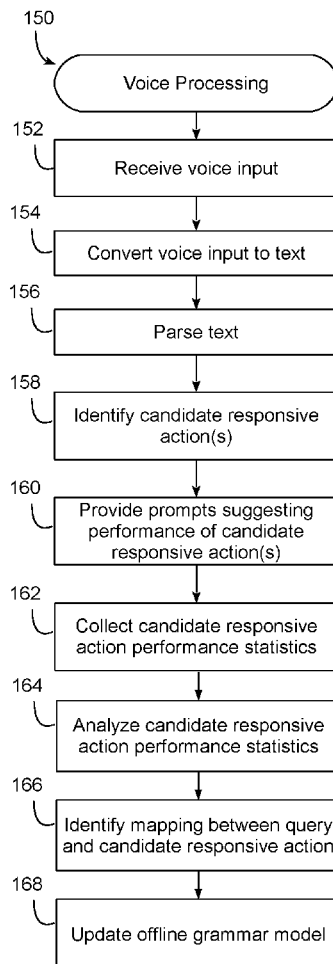 150
Voice Processing
152
Receive voice input
154
Convert voice input to text
156
Parse text
158
Identify candidate responsive
action(s)
160
Provide prompts suggesting
performance of candidate
responsive action(s)
162
Collect candidate responsive
action performance statistics
164
Analyze candidate responsive
action performance statistics
166
Identify mapping between query
and candidate responsive action
168
Update offline grammar model